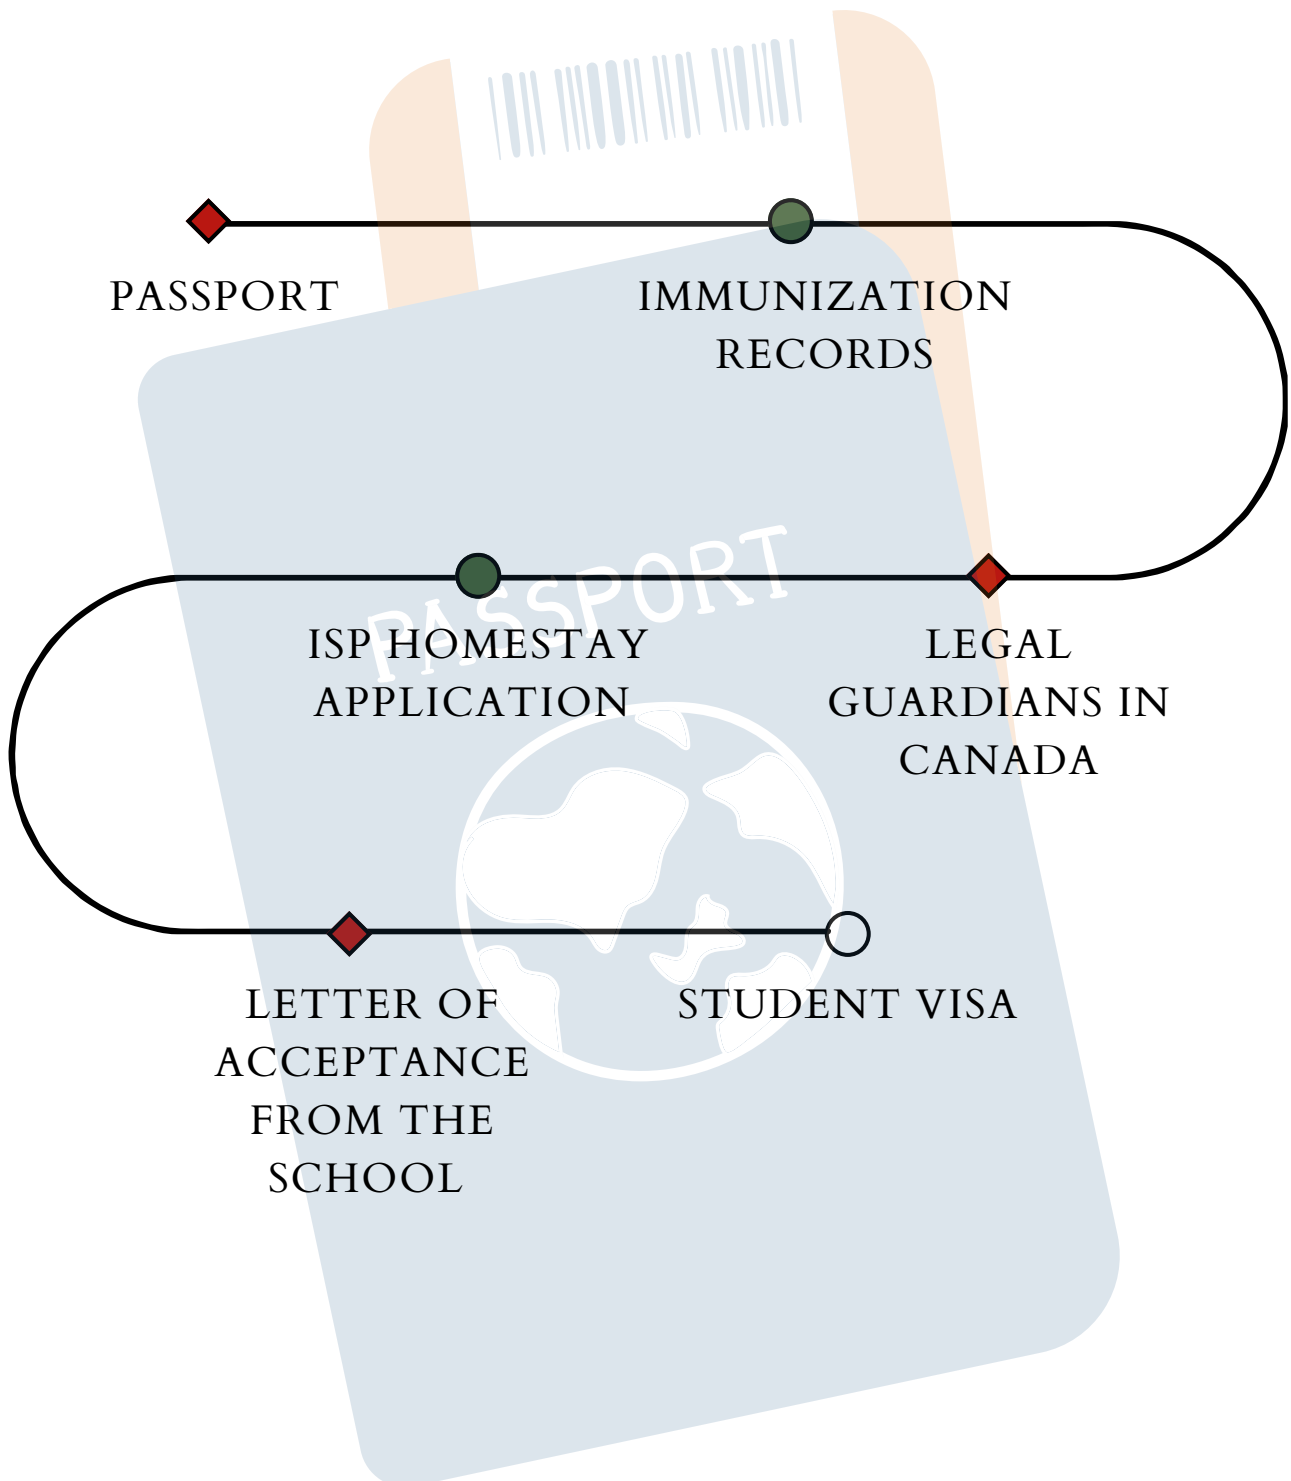 PASSPORT
IMMUNIZATION
RECORDS
PASSPORT
ISP HOMESTAY
APPLICATION
LEGAL
GUARDIANS IN
CANADA
LETTER OF
ACCEPTANCE
FROM THE
SCHOOL
STUDENT VISA